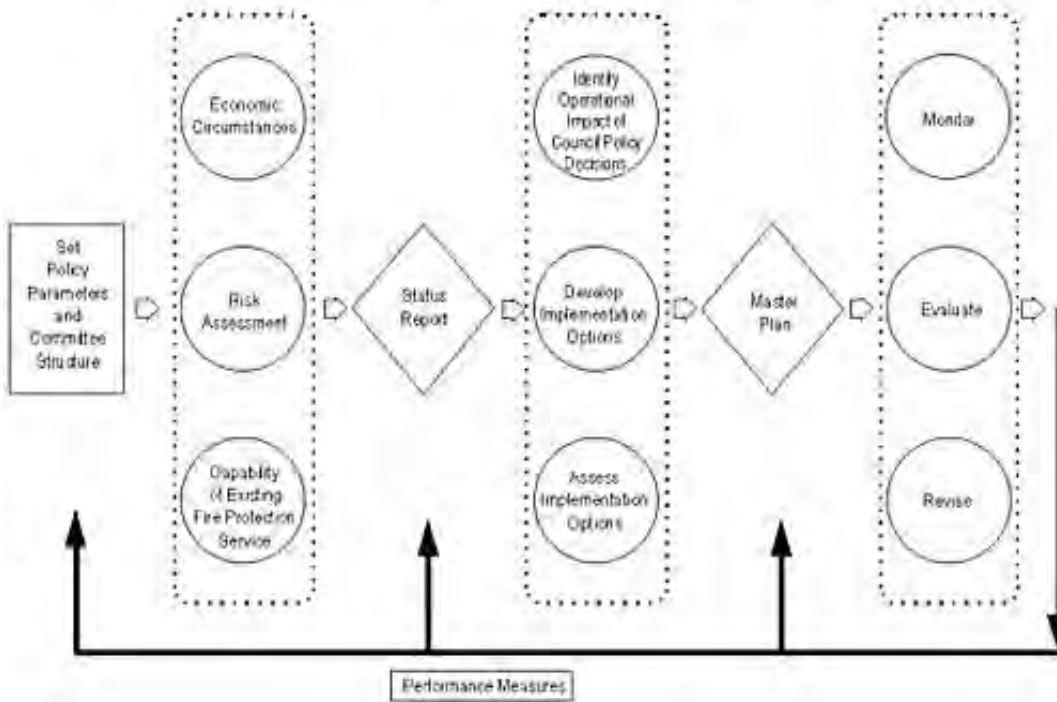 Set
Policy
Parameters
and
Committee
Structure
Economic
Circumstances
Risk
Assessment
Capability
of Existing
Fire Protection
Service
Status
Report
Identify
Operational
Impact of
Council Policy
Decisions
Develop
Implementation
Options
Assess
Implementation
Options
Master
Plan
Monitor
Evaluate
Revise
Performance Measures